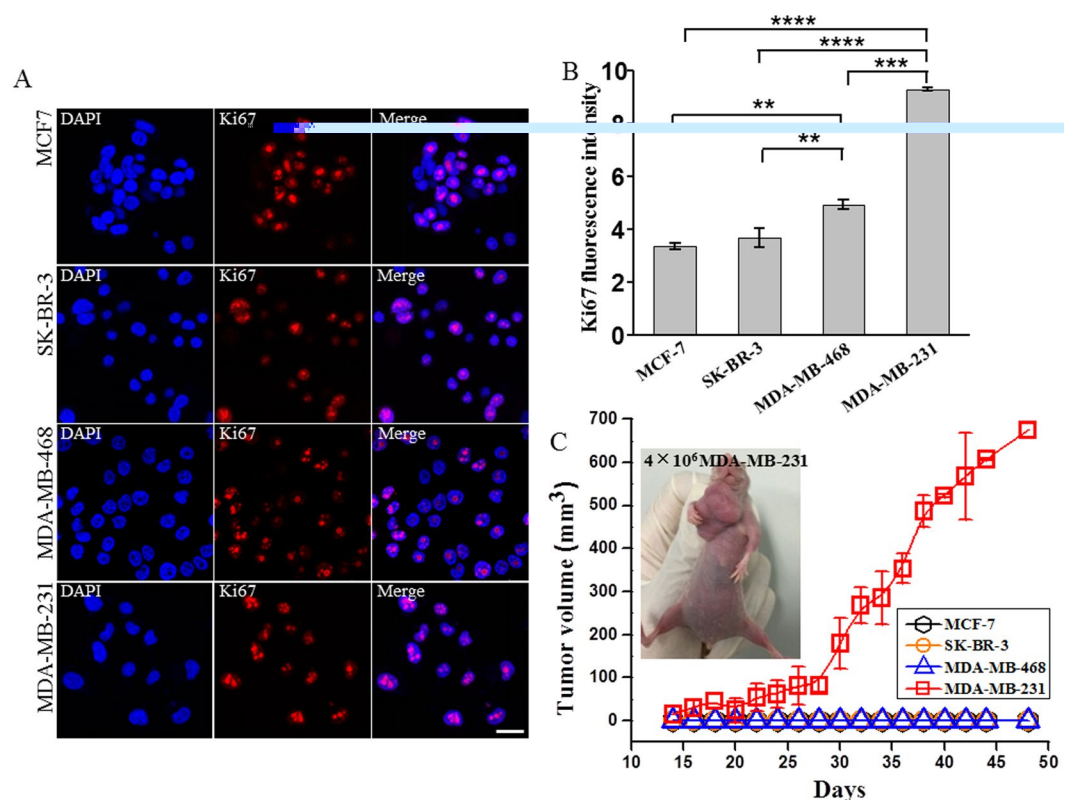 A
MCF7
DAPI
Ki67
Merge
SK-BR-3
DAPI
Ki67
Merge
MDA-MB-468
DAPI
Ki67
Merge
MDA-MB-231
DAPI
Ki67
Merge
B
****
****
***
**
**
Ki67 fluorescence intensity
10
6
4
2
0
MCF-7
SK-BR-3
MDA-MB-468
MDA-MB-231
C
4×10⁶MDA-MB-231
Tumor volume (mm³)
700
600
500
400
300
200
100
0
MCF-7
SK-BR-3
MDA-MB-468
MDA-MB-231
10 15 20 25 30 35 40 45 50
Days